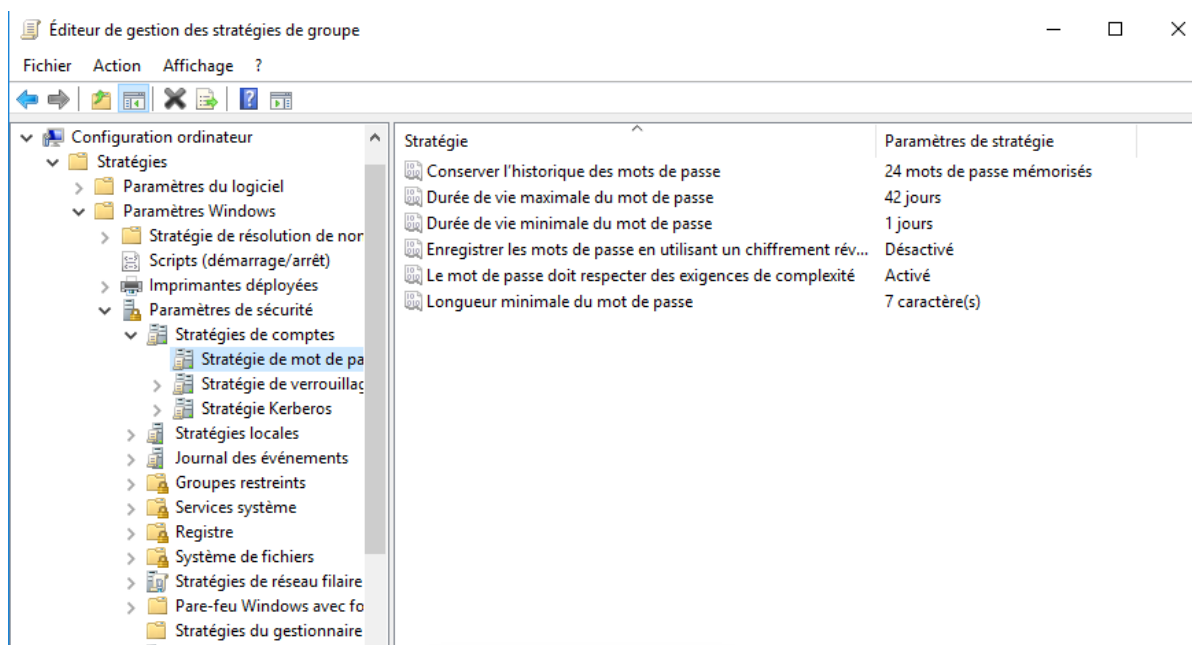 Éditeur de gestion des stratégies de groupe
Fichier Action Affichage ?
Configuration ordinateur
Stratégies
Paramètres du logiciel
Paramètres Windows
Stratégie de résolution de nor
Scripts (démarrage/arrêt)
Imprimantes déployées
Paramètres de sécurité
Stratégies de comptes
Stratégie de mot de pa
Stratégie de verrouillag
Stratégie Kerberos
Stratégies locales
Journal des événements
Groupes restreints
Services système
Registre
Système de fichiers
Stratégies de réseau filaire
Pare-feu Windows avec fo
Stratégies du gestionnaire
Stratégie Paramètres de stratégie
Conserver l'historique des mots de passe 24 mots de passe mémorisés
Durée de vie maximale du mot de passe 42 jours
Durée de vie minimale du mot de passe 1 jours
Enregistrer les mots de passe en utilisant un chiffrement rév... Désactivé
Le mot de passe doit respecter des exigences de complexité Activé
Longueur minimale du mot de passe 7 caractère(s)